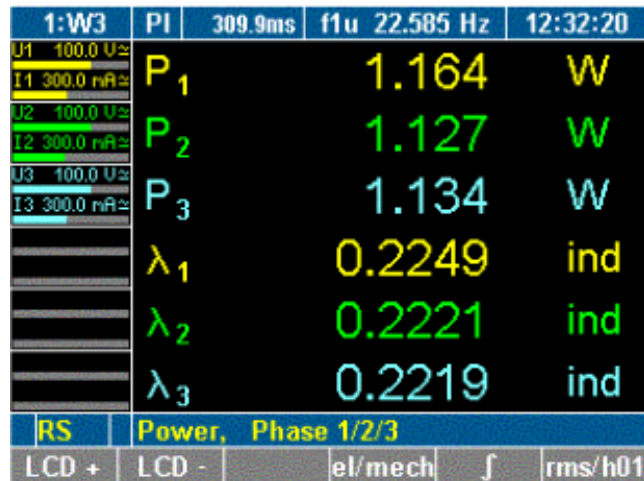 1:W3 PI 309.9ms f1u 22.585 Hz 12:32:20
U1 100.0 V≃
I1 300.0 mA≃
P1 1.164 W
U2 100.0 V≃
I2 300.0 mA≃
P2 1.127 W
U3 100.0 V≃
I3 300.0 mA≃
P3 1.134 W
λ1 0.2249 ind
λ2 0.2221 ind
λ3 0.2219 ind
RS Power, Phase 1/2/3
LCD + LCD - el/mech ∫ rms/h01